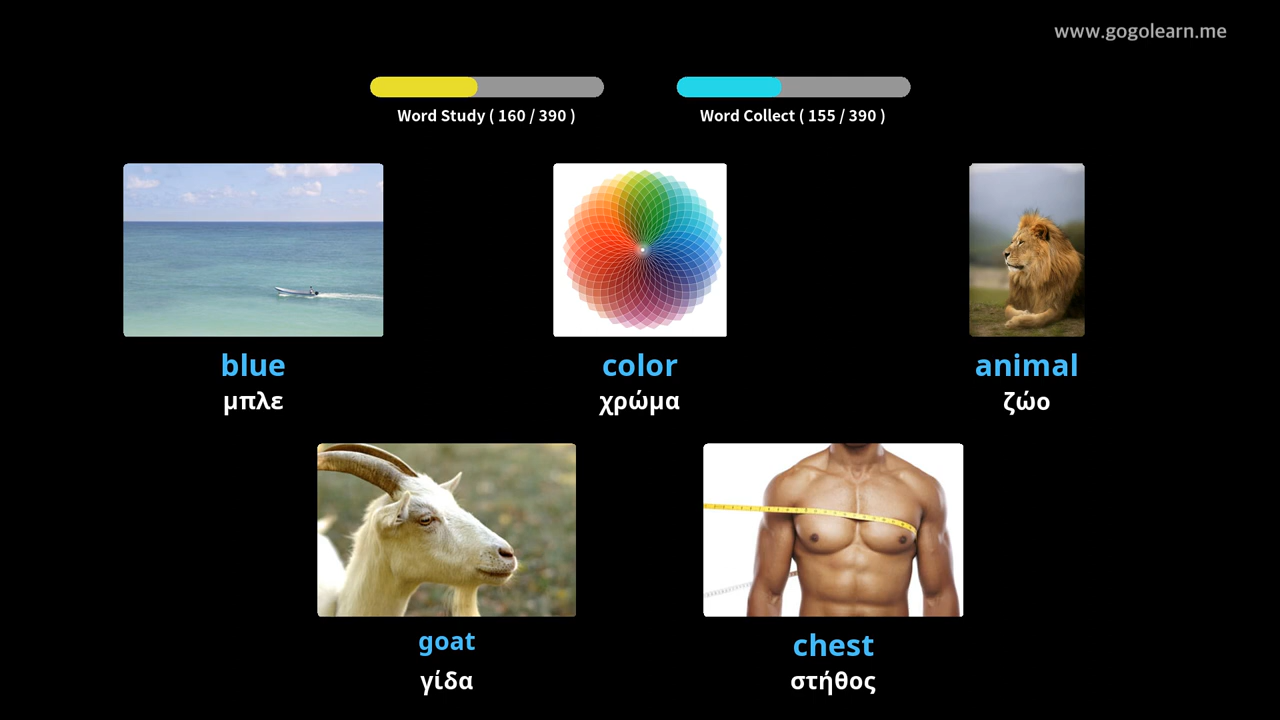 www.gogolearn.me
Word Study ( 160 / 390 )
Word Collect ( 155 / 390 )
blue
μπλε
color
χρώμα
animal
ζώο
goat
γίδα
chest
στήθος